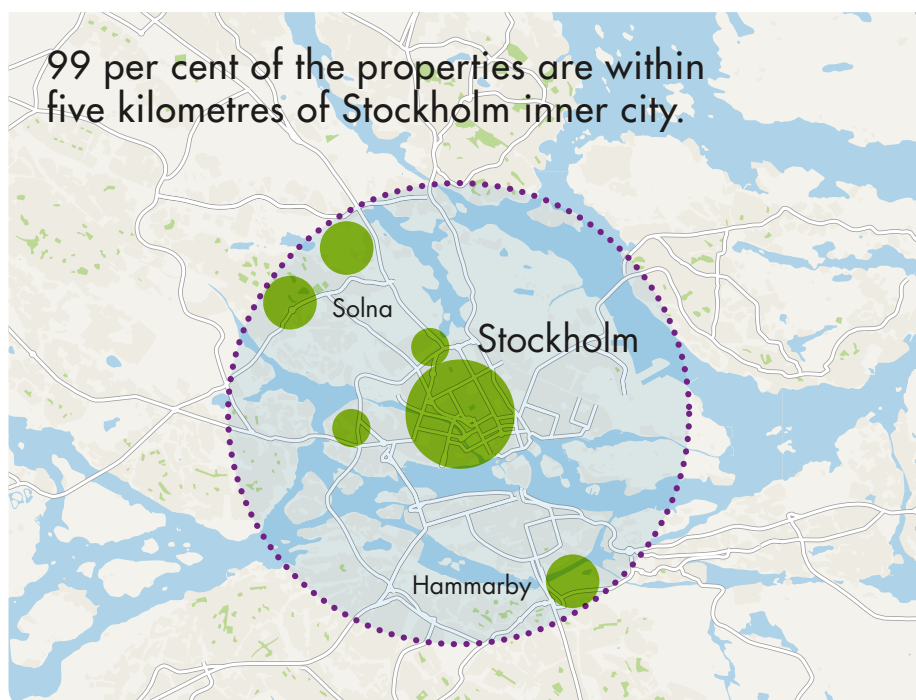 99 per cent of the properties are within
five kilometres of Stockholm inner city.
Solna
Stockholm
Hammarby